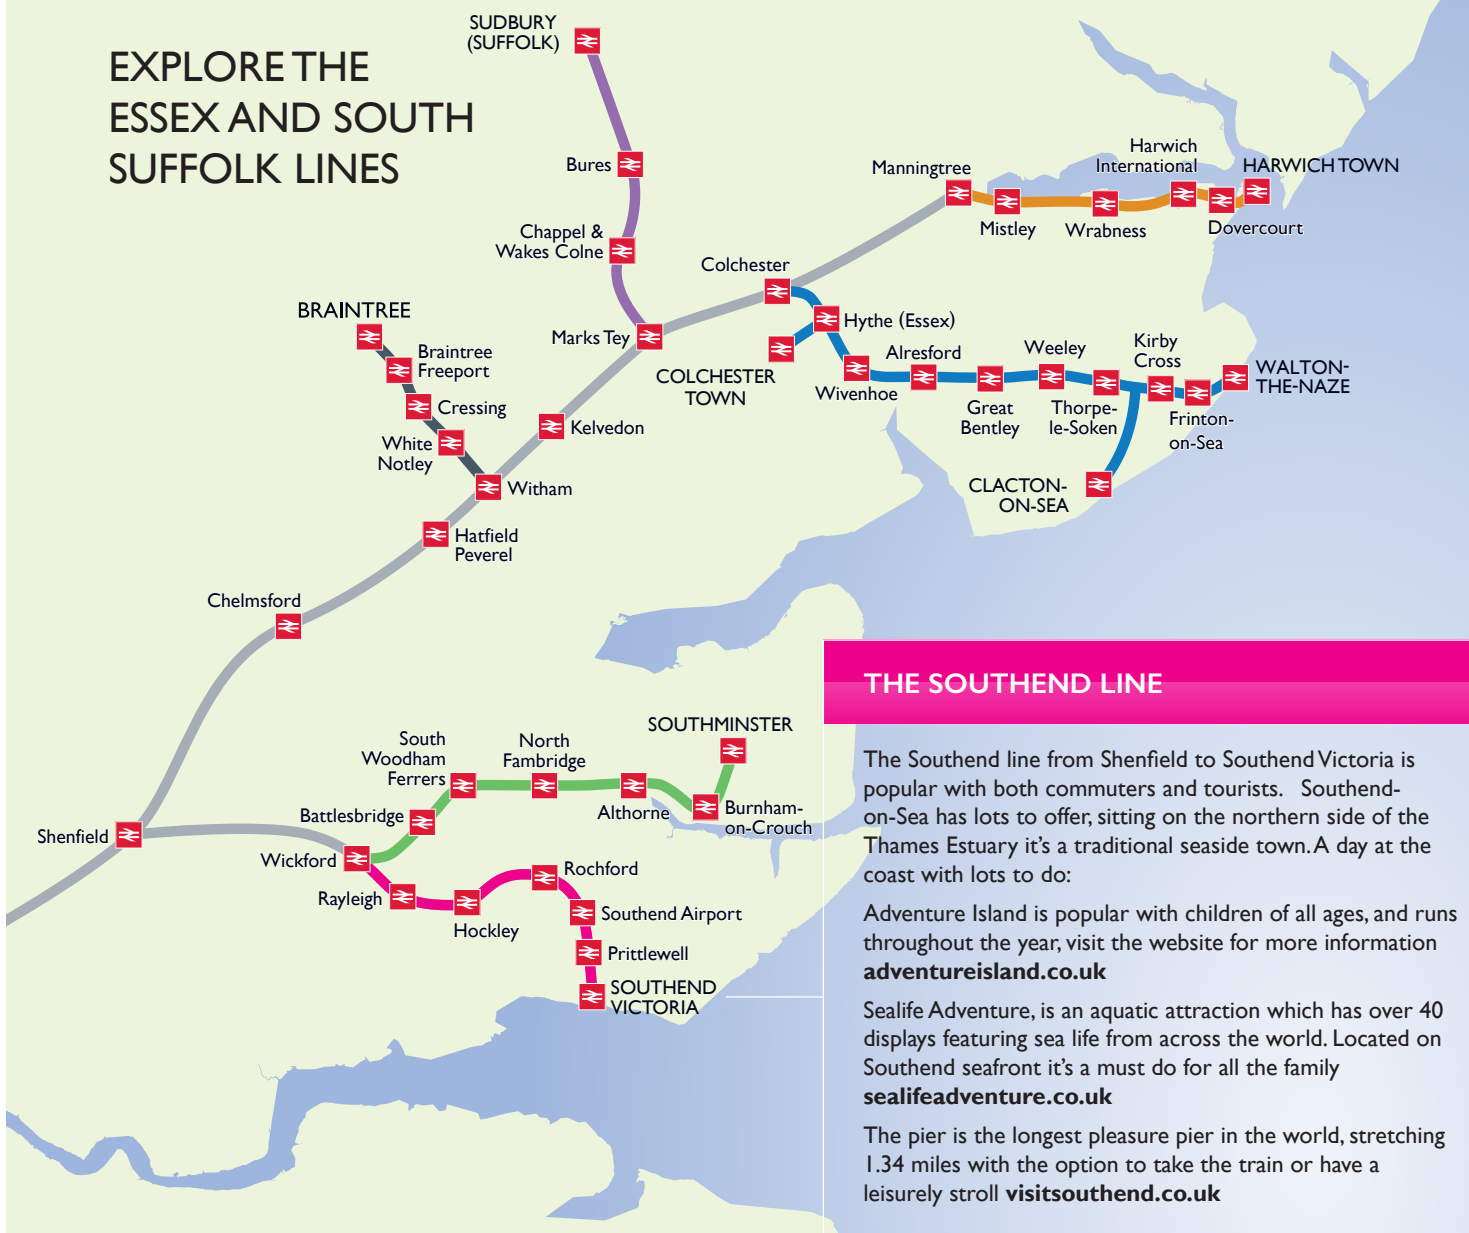 EXPLORE THE
ESSEX AND SOUTH
SUFFOLK LINES
SUDBURY
(SUFFOLK)
Bures
Chappel &
Wakes Colne
Marks Tey
BRAINTREE
Braintree
Freeport
Cressing
White
Notley
Witham
Kelvedon
Hatfield
Peverel
Chelmsford
Shenfield
Colchester
Manningtree
Mistley
Wrabness
Harwich
International
Dovercourt
HARWICH TOWN
Hythe (Essex)
COLCHESTER
TOWN
Wivenhoe
Alresford
Great
Bentley
Weeley
Thorpe-
le-Soken
Kirby
Cross
Frinton-
on-Sea
WALTON-
THE-NAZE
CLACTON-
ON-SEA
Wickford
Battlesbridge
South
Woodham
Ferrers
North
Fambridge
Althorne
Burnham-
on-Crouch
SOUTHMINSTER
Rayleigh
Hockley
Rochford
Southend Airport
Prittlewell
SOUTHEND
VICTORIA
THE SOUTHEND LINE
The Southend line from Shenfield to Southend Victoria is
popular with both commuters and tourists. Southend-
on-Sea has lots to offer, sitting on the northern side of the
Thames Estuary it's a traditional seaside town. A day at the
coast with lots to do:
Adventure Island is popular with children of all ages, and runs
throughout the year, visit the website for more information
adventureisland.co.uk
Sealife Adventure, is an aquatic attraction which has over 40
displays featuring sea life from across the world. Located on
Southend seafront it's a must do for all the family
sealifeadventure.co.uk
The pier is the longest pleasure pier in the world, stretching
1.34 miles with the option to take the train or have a
leisurely stroll visitsouthend.co.uk